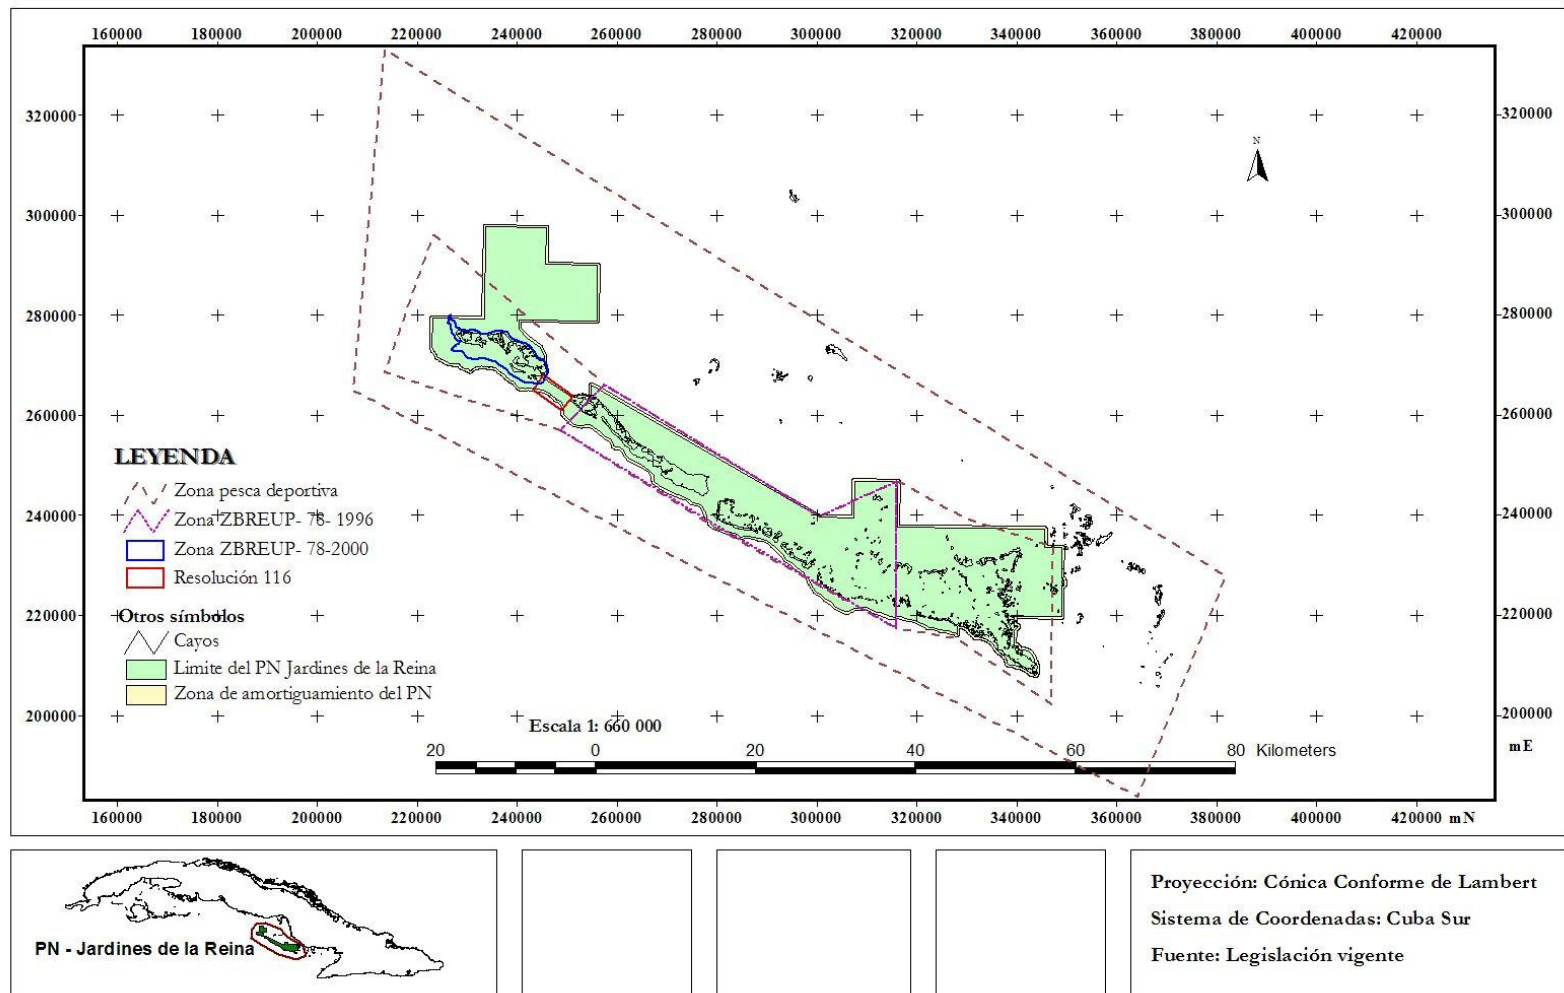 160000 180000 200000 220000 240000 260000 280000 300000 320000 340000 360000 380000 400000 420000
320000 320000
N
300000 300000
280000 280000
260000 260000
LEYENDA
Zona pesca deportiva
Zona ZBREUP- 78- 1996
240000 240000
Zona ZBREUP- 78-2000
Resolución 116
Otros símbolos
220000 220000
Cayos
Limite del PN Jardines de la Reina
Zona de amortiguamiento del PN
200000 200000
Escala 1: 660 000
mE
20 0 20 40 60 80 Kilometers
160000 180000 200000 220000 240000 260000 280000 300000 320000 340000 360000 380000 400000 420000 mN
PN - Jardines de la Reina
Proyección: Cónica Conforme de Lambert
Sistema de Coordenadas: Cuba Sur
Fuente: Legislación vigente